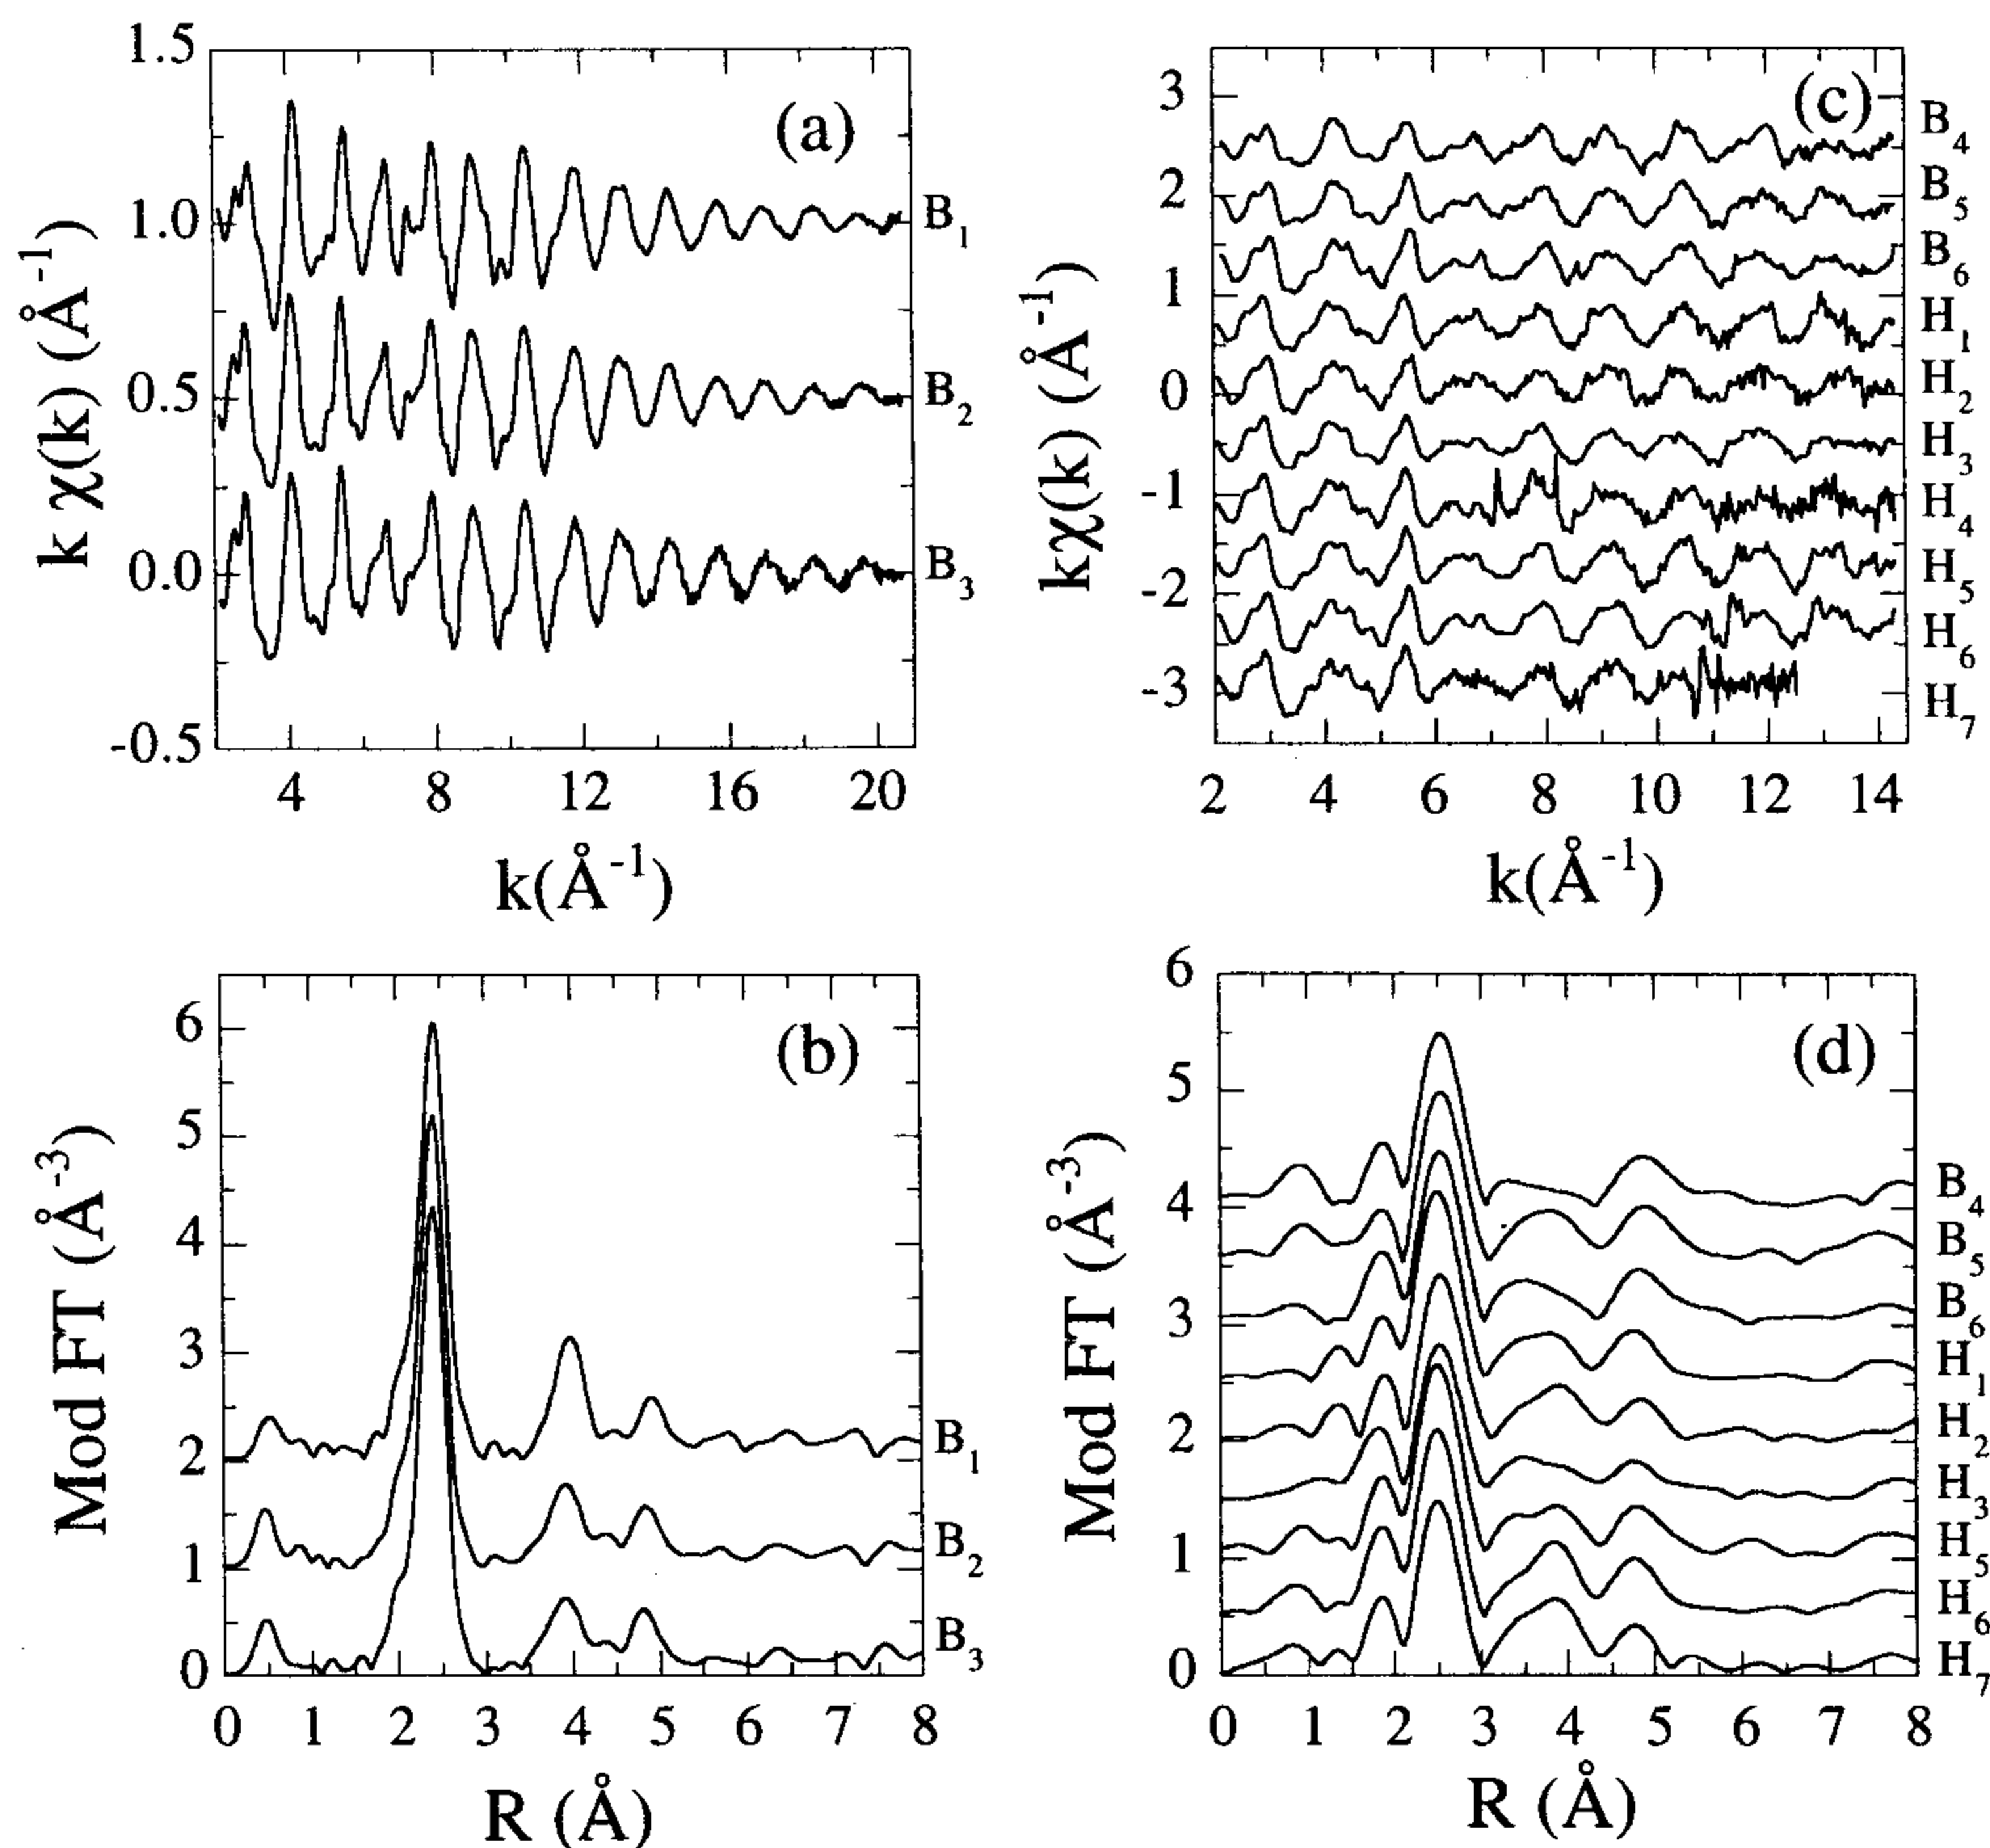 (a)
1.5
1.0
0.5
0.0
-0.5
k χ(k) (Å⁻¹)
B₁
B₂
B₃
4 8 12 16 20
k(Å⁻¹)
(c)
3
2
1
0
-1
-2
-3
kχ(k) (Å⁻¹)
B₄
B₅
B₆
H₁
H₂
H₃
H₄
H₅
H₆
H₇
2 4 6 8 10 12 14
k(Å⁻¹)
(b)
6
5
4
3
2
1
0
Mod FT (Å⁻³)
B₁
B₂
B₃
0 1 2 3 4 5 6 7 8
R (Å)
(d)
6
5
4
3
2
1
0
Mod FT (Å⁻³)
B₄
B₅
B₆
H₁
H₂
H₃
H₅
H₆
H₇
0 1 2 3 4 5 6 7 8
R (Å)